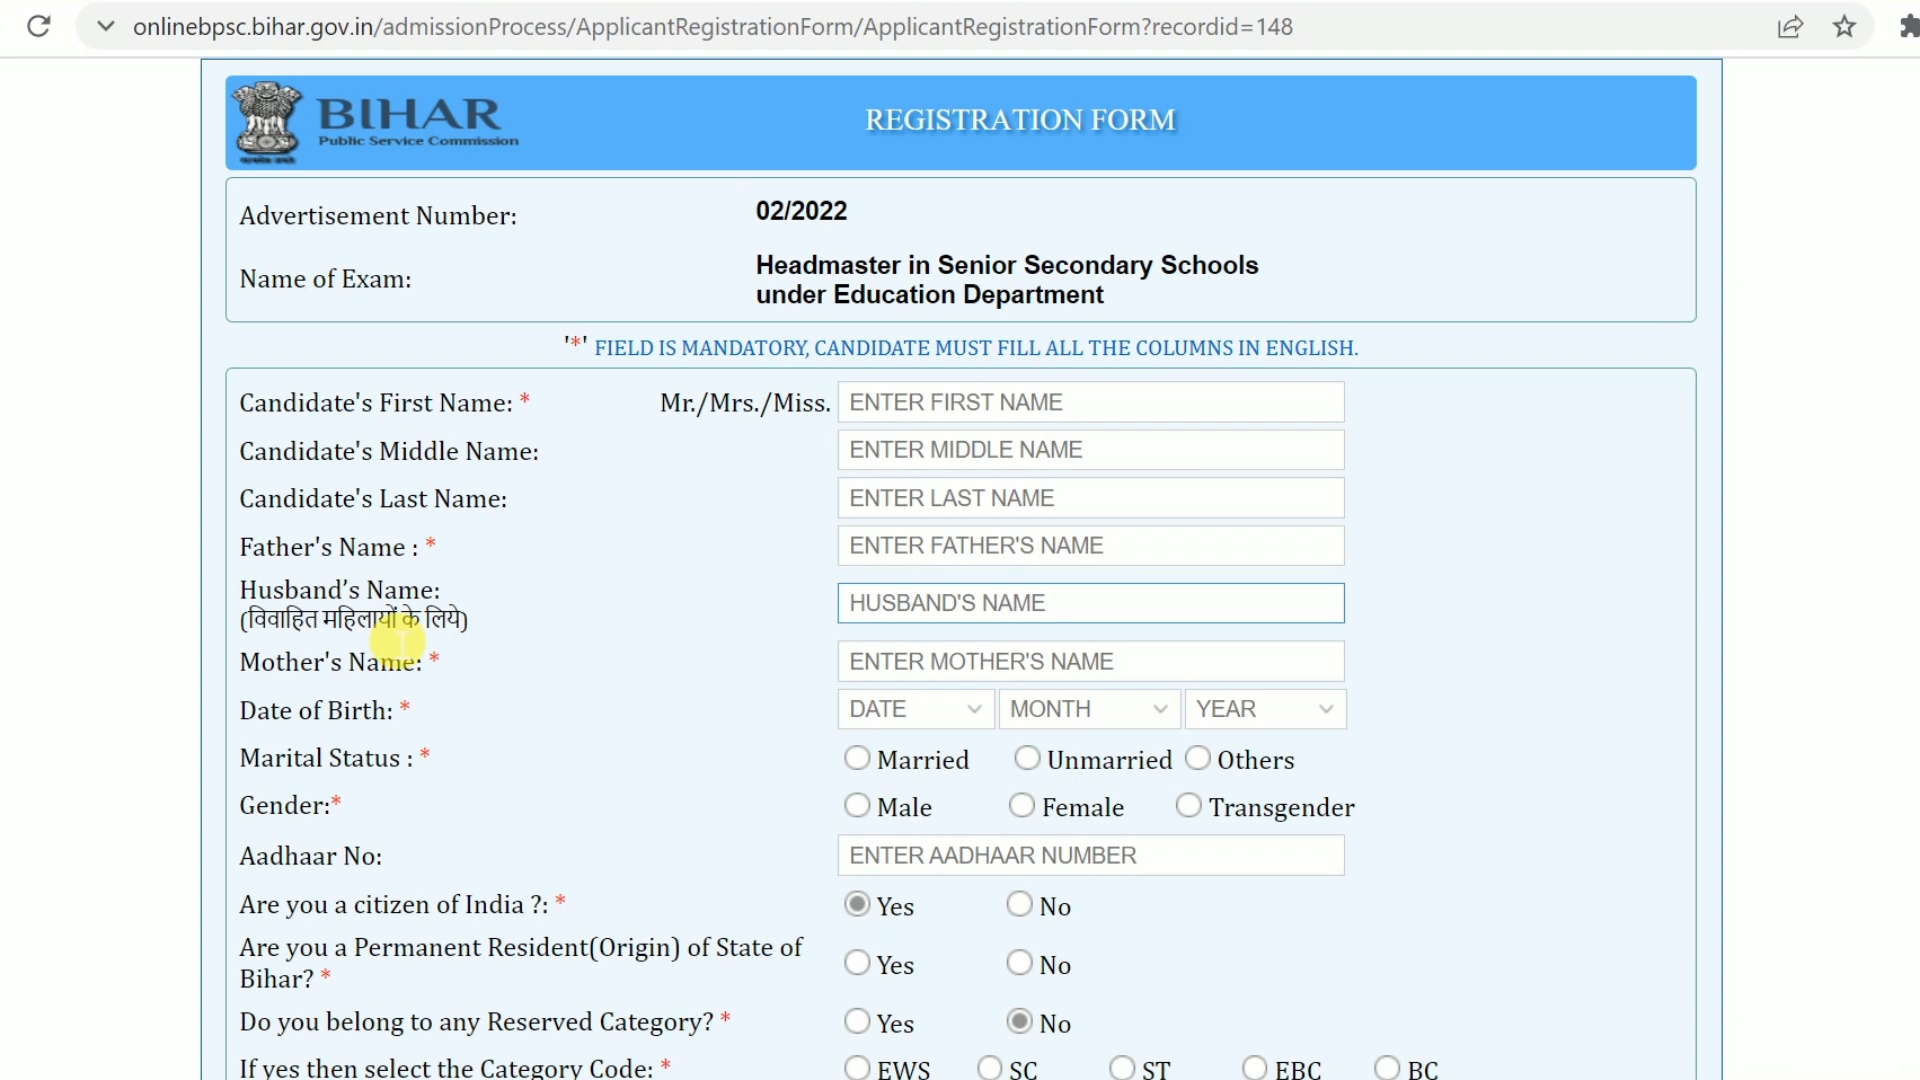 onlinebpsc.bihar.gov.in/admissionProcess/ApplicantRegistrationForm/ApplicantRegistrationForm?recordid=148
BIHAR
Public Service Commission
REGISTRATION FORM
Advertisement Number: 02/2022
Name of Exam: Headmaster in Senior Secondary Schools
under Education Department
'*' FIELD IS MANDATORY, CANDIDATE MUST FILL ALL THE COLUMNS IN ENGLISH.
Candidate's First Name: * Mr./Mrs./Miss. ENTER FIRST NAME
Candidate's Middle Name: ENTER MIDDLE NAME
Candidate's Last Name: ENTER LAST NAME
Father's Name : * ENTER FATHER'S NAME
Husband’s Name: HUSBAND'S NAME
(विवाहित महिलायों के लिये)
Mother's Name: * ENTER MOTHER'S NAME
Date of Birth: * DATE MONTH YEAR
Marital Status : * Married Unmarried Others
Gender:* Male Female Transgender
Aadhaar No: ENTER AADHAAR NUMBER
Are you a citizen of India ?: * Yes No
Are you a Permanent Resident(Origin) of State of
Bihar? * Yes No
Do you belong to any Reserved Category? * Yes No
If yes then select the Category Code: * EWS SC ST EBC BC